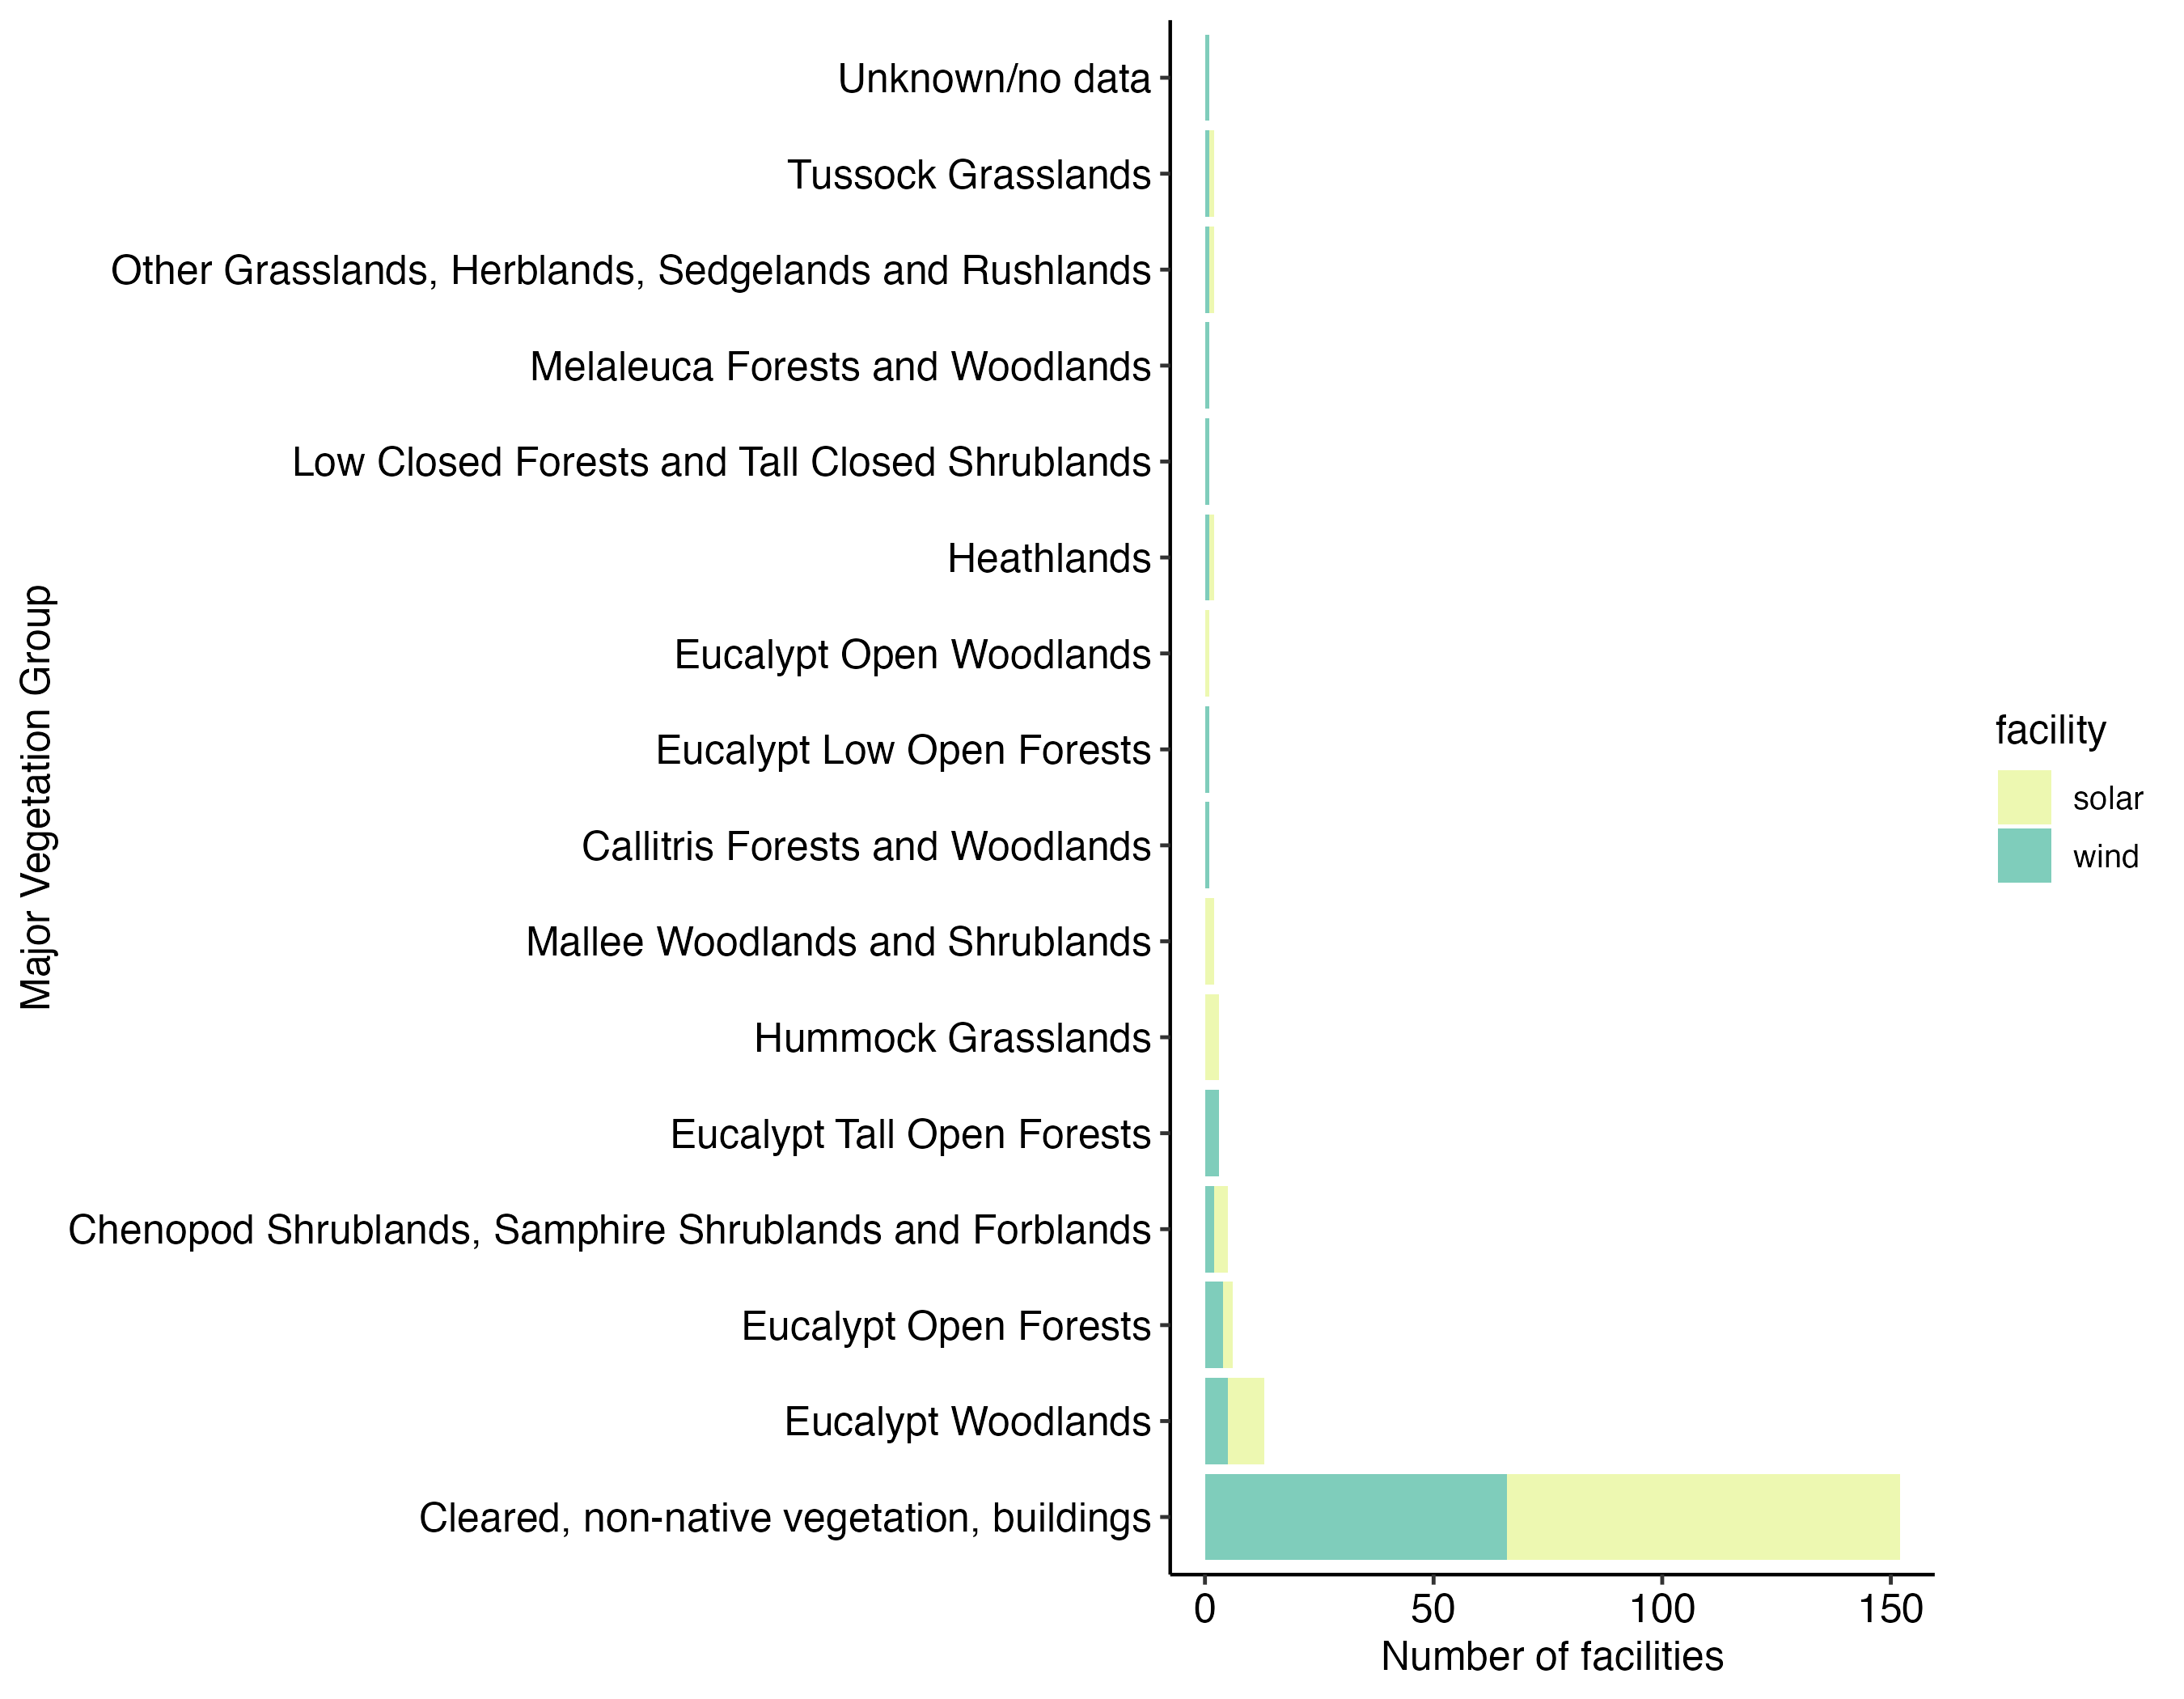 Major Vegetation Group
Unknown/no data
Tussock Grasslands
Other Grasslands, Herblands, Sedgelands and Rushlands
Melaleuca Forests and Woodlands
Low Closed Forests and Tall Closed Shrublands
Heathlands
Eucalypt Open Woodlands
Eucalypt Low Open Forests
Callitris Forests and Woodlands
Mallee Woodlands and Shrublands
Hummock Grasslands
Eucalypt Tall Open Forests
Chenopod Shrublands, Samphire Shrublands and Forblands
Eucalypt Open Forests
Eucalypt Woodlands
Cleared, non-native vegetation, buildings
0 50 100 150
Number of facilities
facility
solar
wind